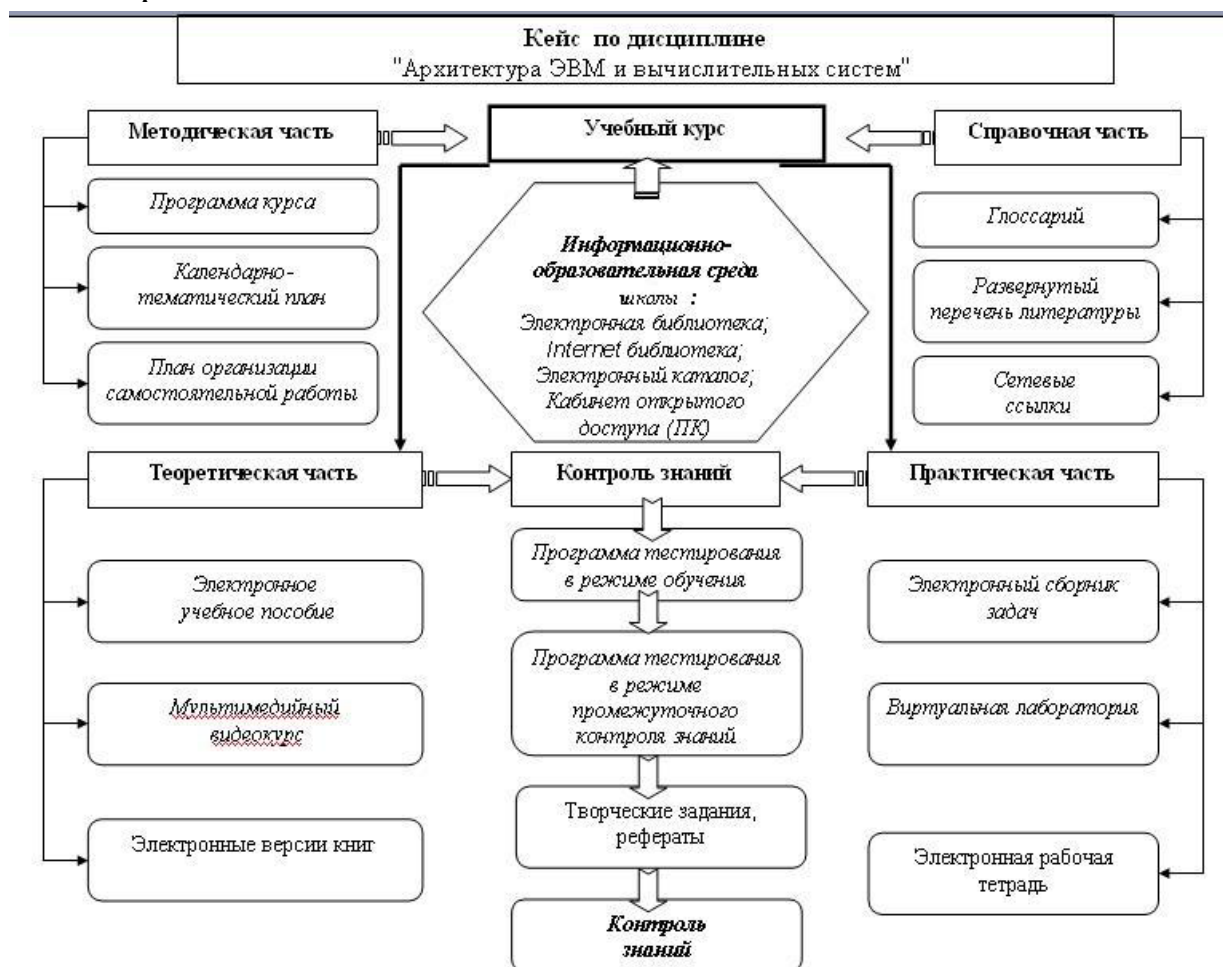 Кейс по дисциплине
"Архитектура ЭВМ и вычислительных систем"
Методическая часть
Учебный курс
Справочная часть
Программа курса
Календарно-
тематический план
План организации
самостоятельной работы
Информационно-
образовательная среда
школы :
Электронная библиотека;
Internet библиотека;
Электронный каталог;
Кабинет открытого
доступа (ПК)
Глоссарий
Развернутый
перечень литературы
Сетевые
ссылки
Теоретическая часть
Контроль знаний
Практическая часть
Электронное
учебное пособие
Мультимедийный
видеокурс
Электронные версии книг
Программа тестирования
в режиме обучения
Программа тестирования
в режиме
промежуточного
контроля знаний
Творческие задания,
рефераты
Контроль
знаний
Электронный сборник
задач
Виртуальная лаборатория
Электронная рабочая
тетрадь